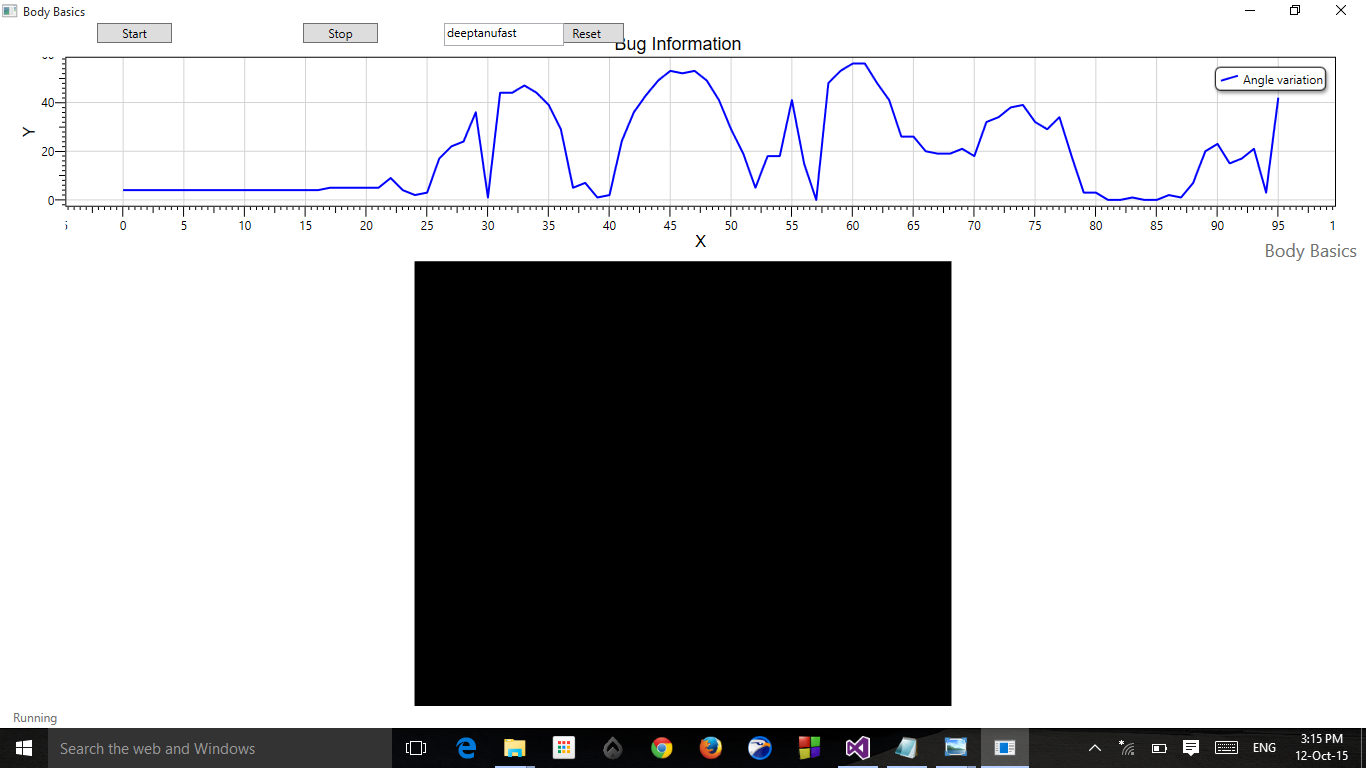 Body Basics
Start Stop deeptanufast Reset
Bug Information
Angle variation
40
Y
20
0
0 5 10 15 20 25 30 35 40 45 50 55 60 65 70 75 80 85 90 95 1
X
Body Basics
Running
Search the web and Windows
ENG
3:15 PM
12-Oct-15